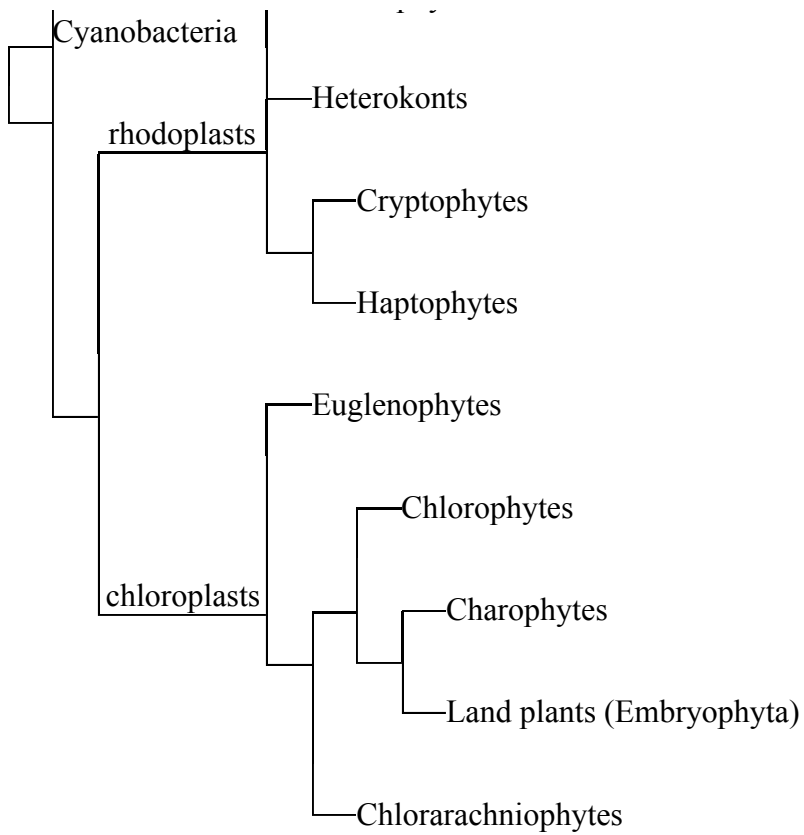 Cyanobacteria
Heterokonts
rhodoplasts
Cryptophytes
Haptophytes
Euglenophytes
Chlorophytes
chloroplasts
Charophytes
Land plants (Embryophyta)
Chlorarachniophytes